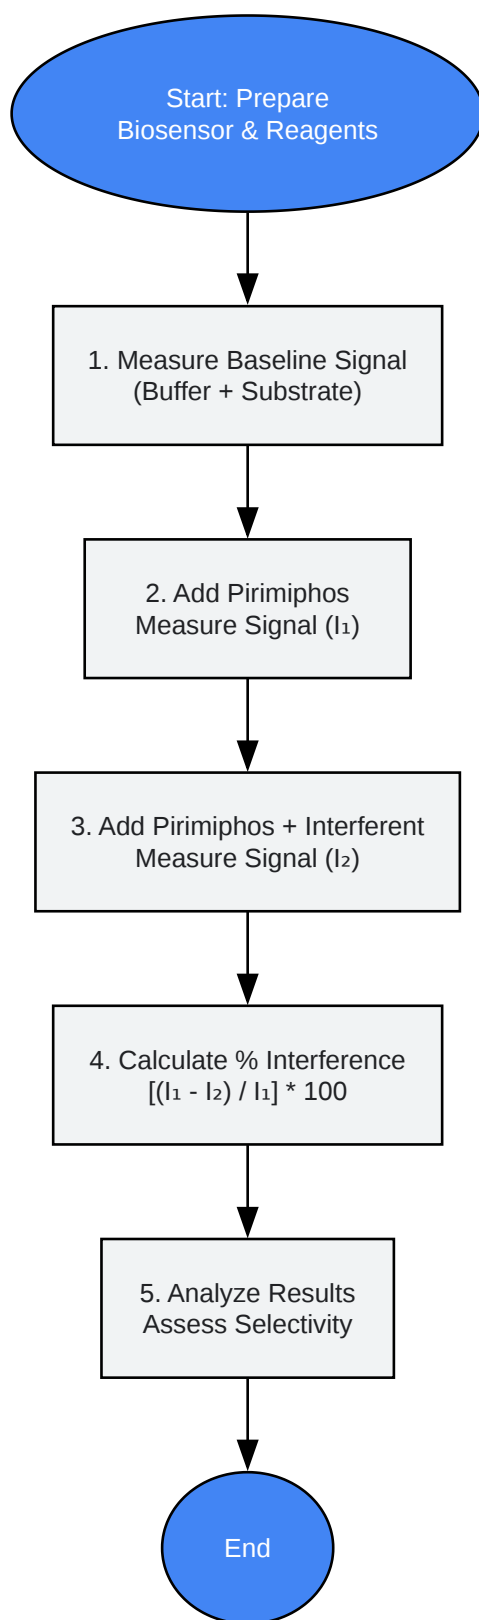 Start: Prepare
Biosensor & Reagents
1. Measure Baseline Signal
(Buffer + Substrate)
2. Add Pirimiphos
Measure Signal (I₁)
3. Add Pirimiphos + Interferent
Measure Signal (I₂)
4. Calculate % Interference
[(I₁ - I₂) / I₁] * 100
5. Analyze Results
Assess Selectivity
End